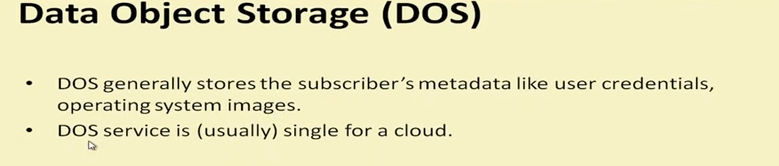 Data Object Storage (DOS)
• DOS generally stores the subscriber's metadata like user credentials,
operating system images.
• DOS service is (usually) single for a cloud.